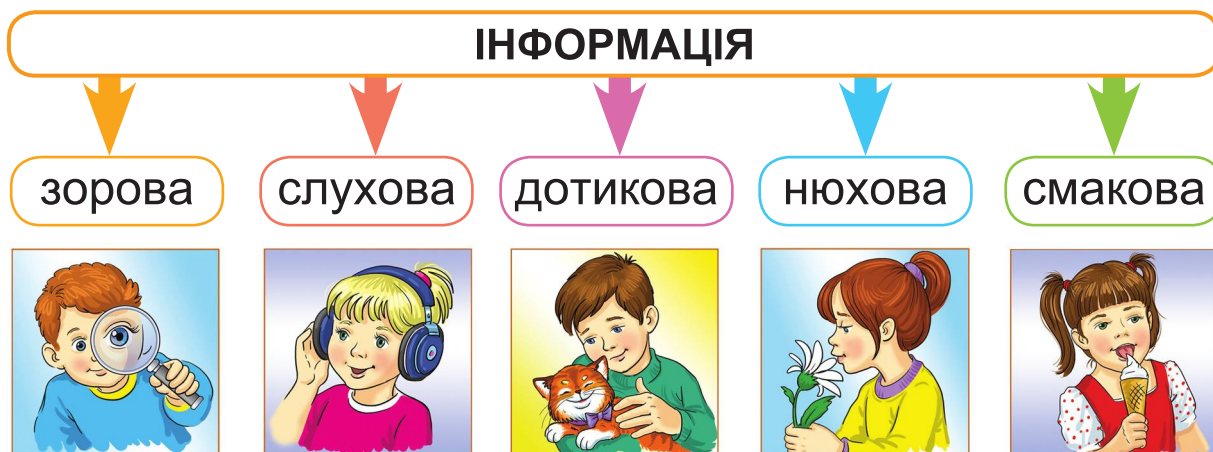 ІНФОРМАЦІЯ
зорова
слухова
дотикова
нюхова
смакова